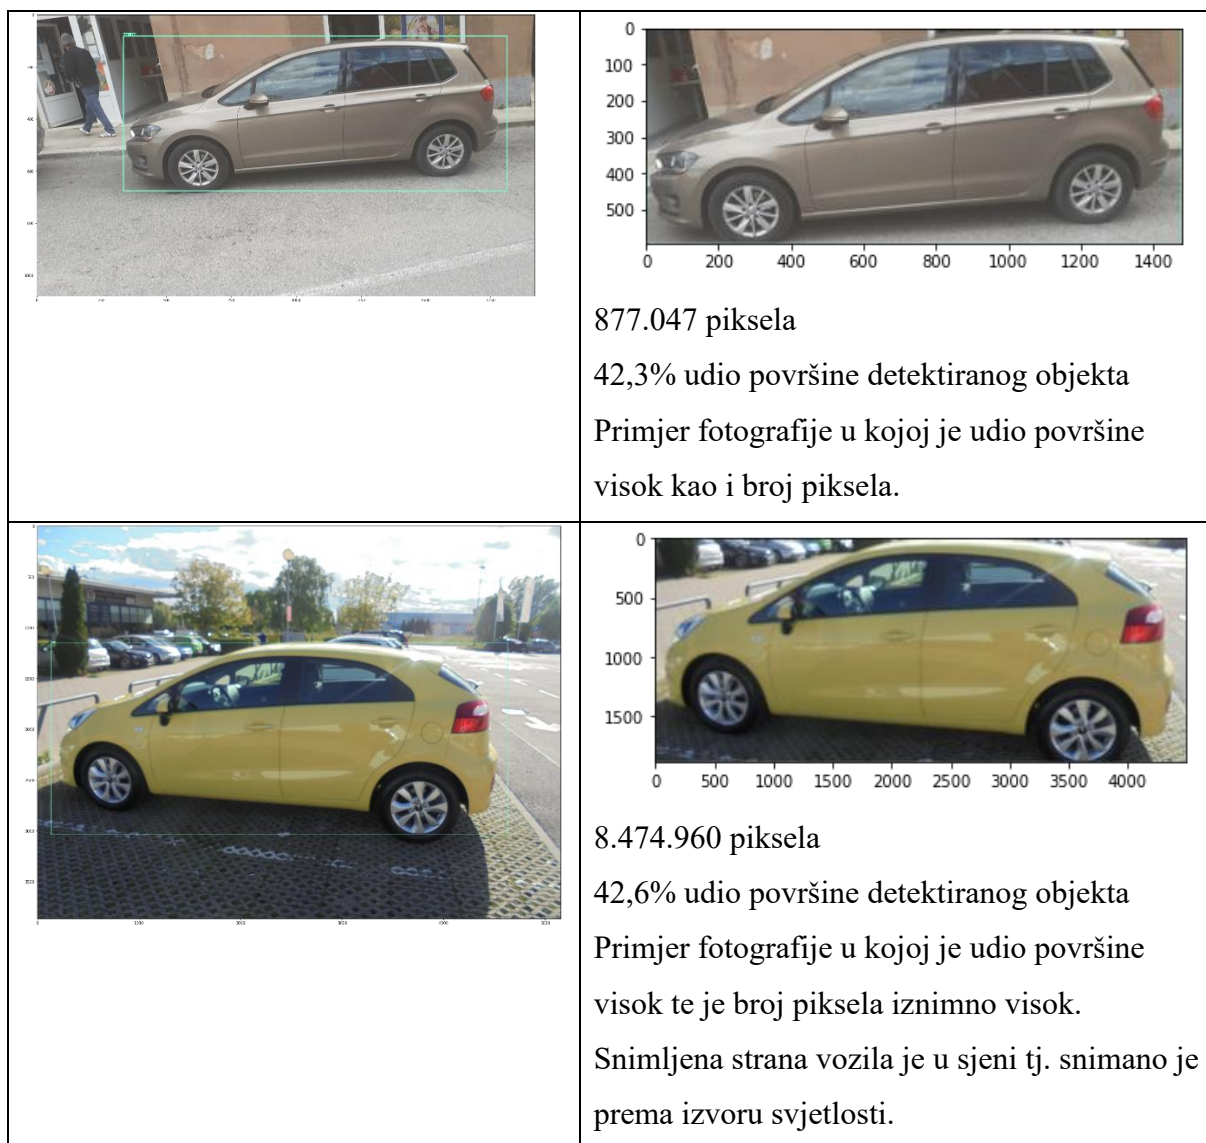 0
100
200
300
400
500
0 200 400 600 800 1000 1200 1400
877.047 piksela
42,3% udio površine detektiranog objekta
Primjer fotografije u kojoj je udio površine
visok kao i broj piksela.
0
500
1000
1500
0 500 1000 1500 2000 2500 3000 3500 4000
8.474.960 piksela
42,6% udio površine detektiranog objekta
Primjer fotografije u kojoj je udio površine
visok te je broj piksela iznimno visok.
Snimljena strana vozila je u sjeni tj. snimano je
prema izvoru svjetlosti.